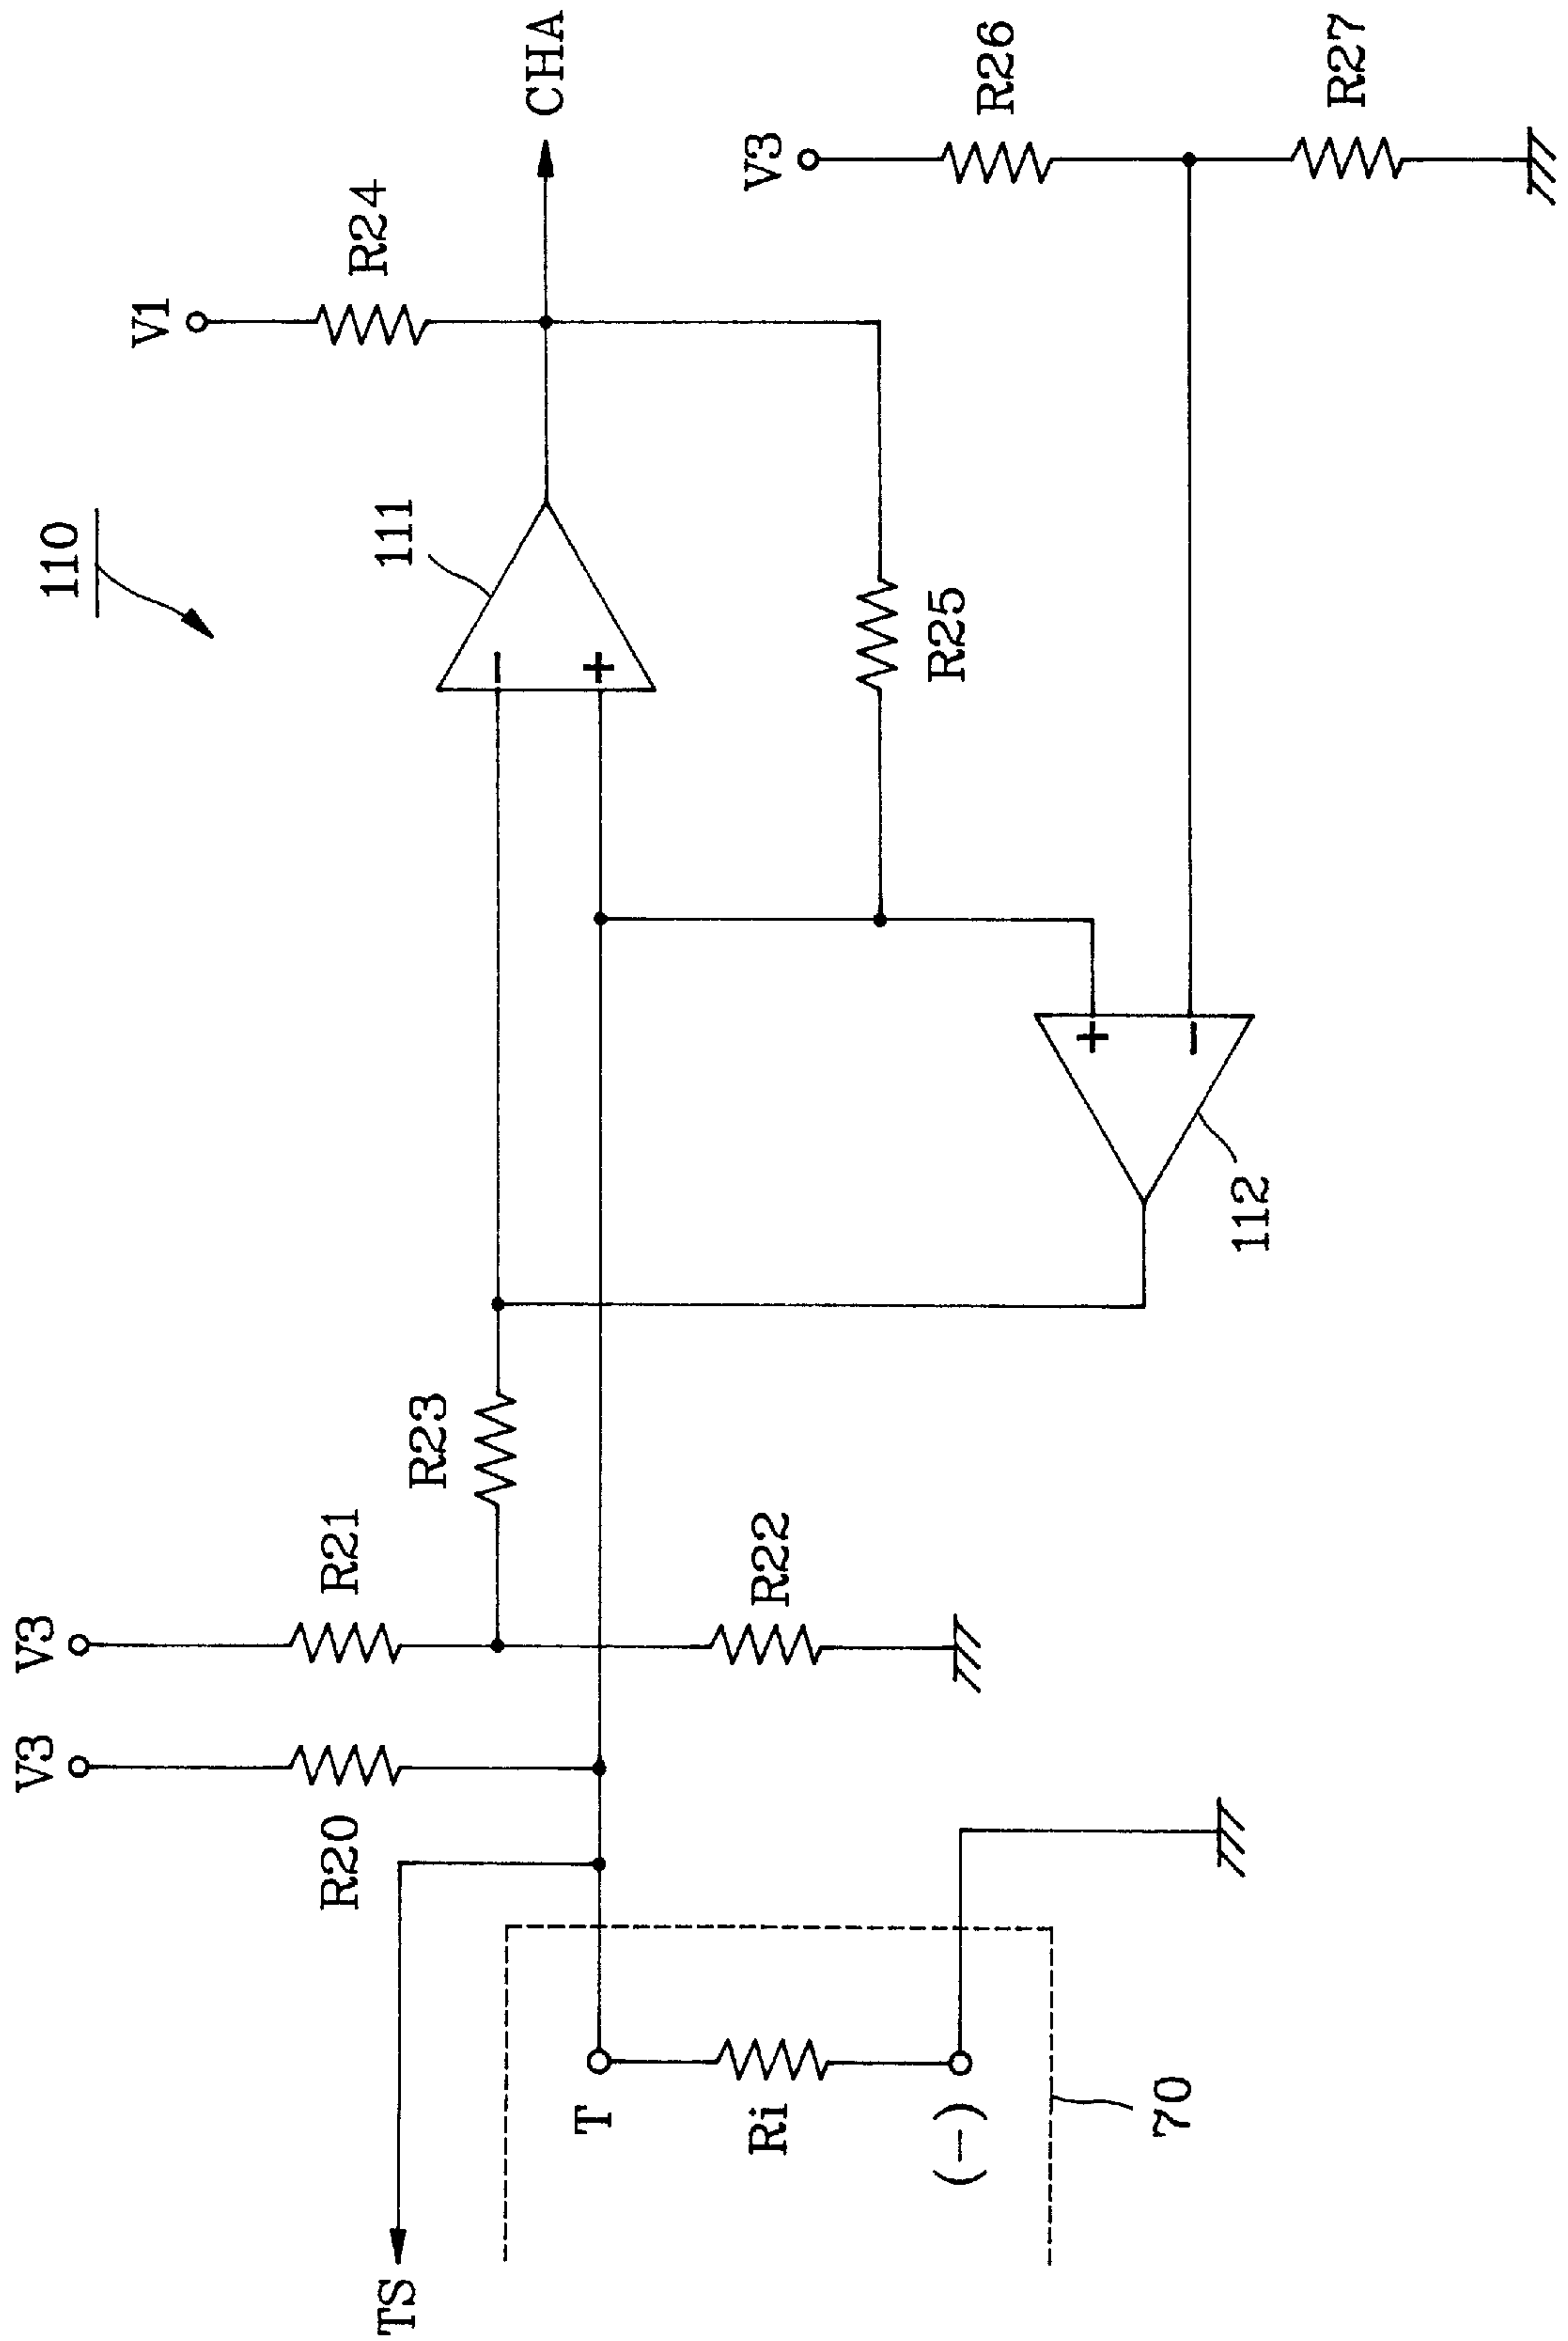 110
V3
V3
V1
R21
R20
R23
R24
111
CHA
TS
T
Ri
(-)
70
R22
R25
112
V3
R26
R27
-
+
+
-